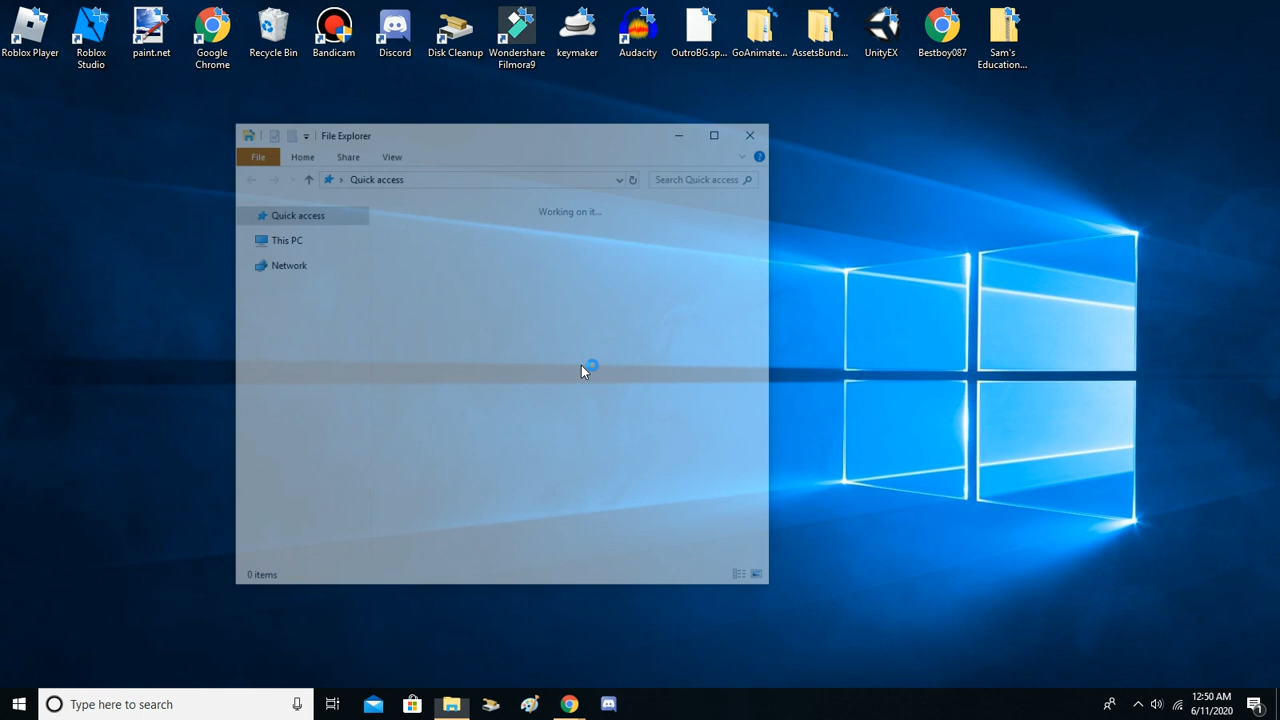 Roblox Player
Roblox
Studio
paint.net
Google
Chrome
Recycle Bin
Bandicam
Discord
Disk Cleanup
Wondershare
Filmora9
keymaker
Audacity
OutroBG.sp...
GoAnimate...
AssetsBund...
UnityEX
Bestboy087
Sam's
Education...
File Explorer
File
Home
Share
View
Quick access
Search Quick access
Quick access
Working on it...
This PC
Network
0 items
Type here to search
12:50 AM
6/11/2020
1